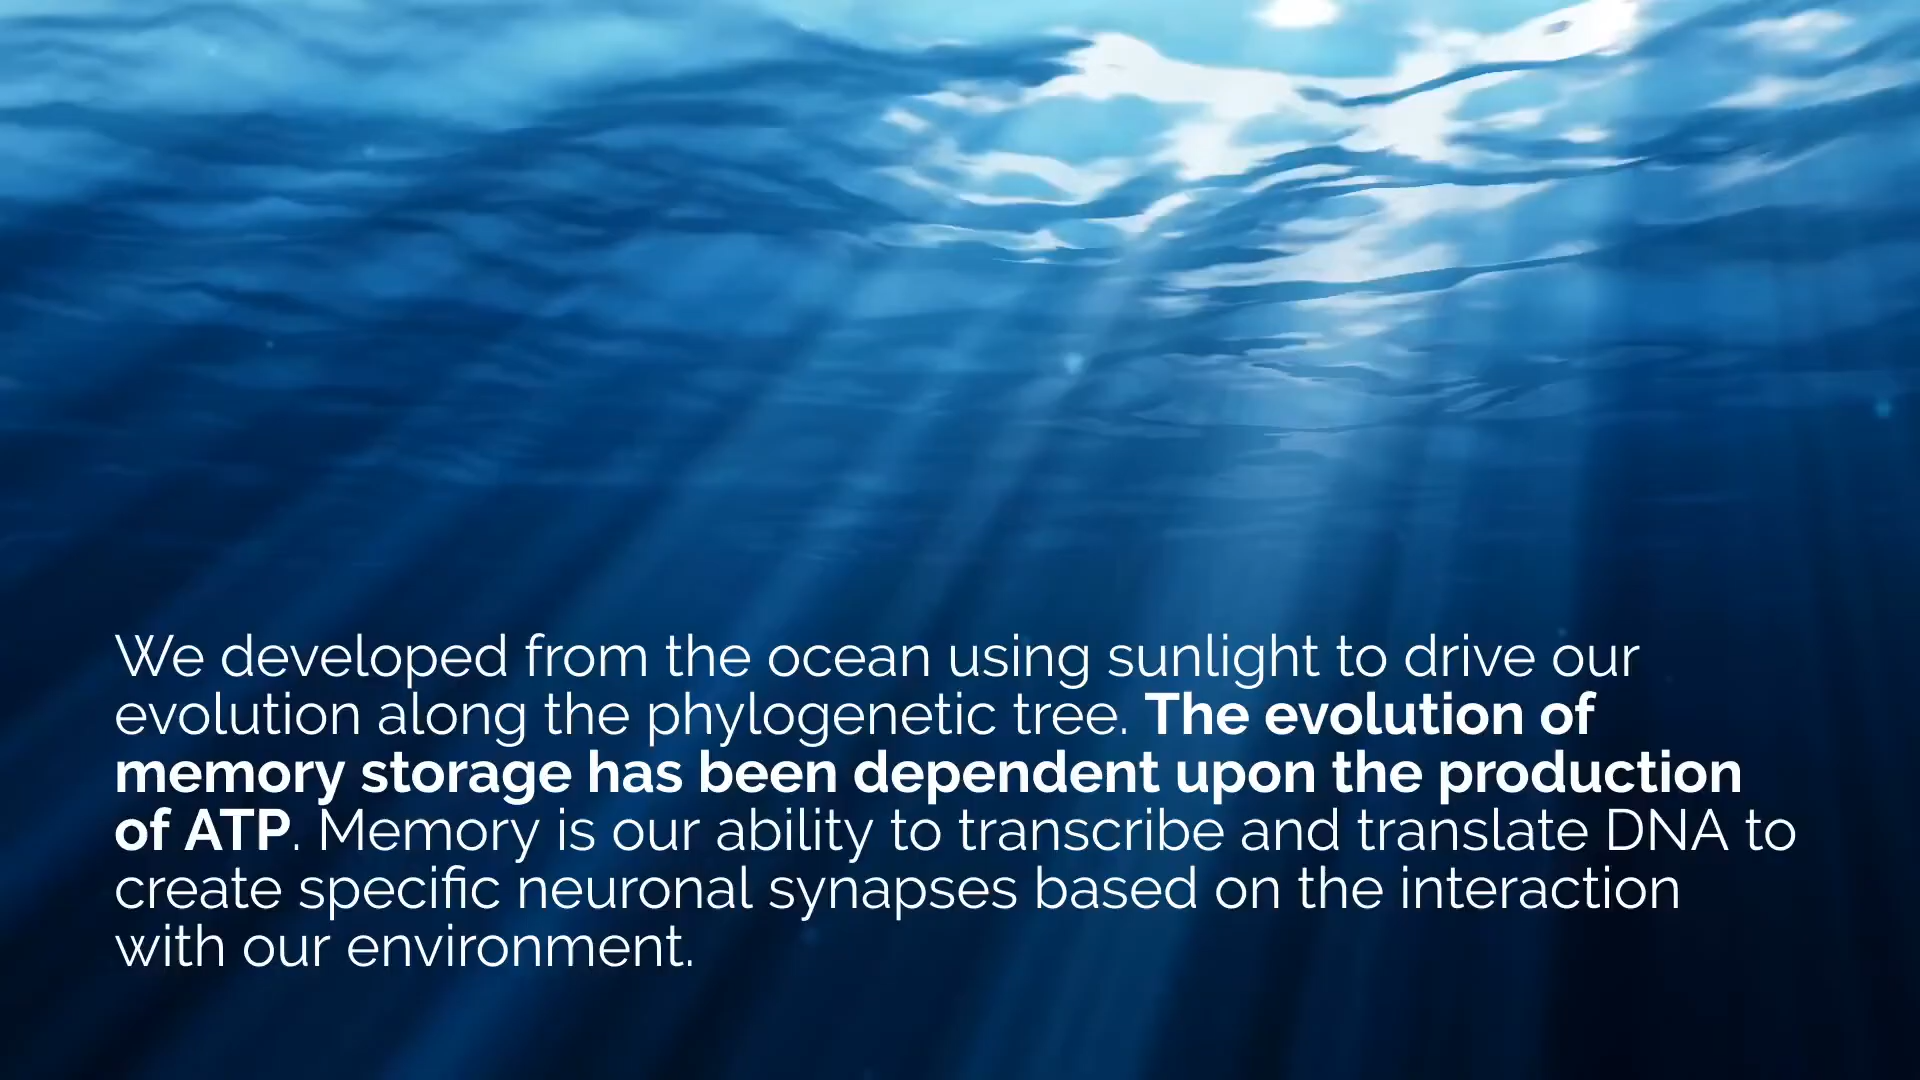 We developed from the ocean using sunlight to drive our
evolution along the phylogenetic tree. The evolution of
memory storage has been dependent upon the production
of ATP. Memory is our ability to transcribe and translate DNA to
create specific neuronal synapses based on the interaction
with our environment.